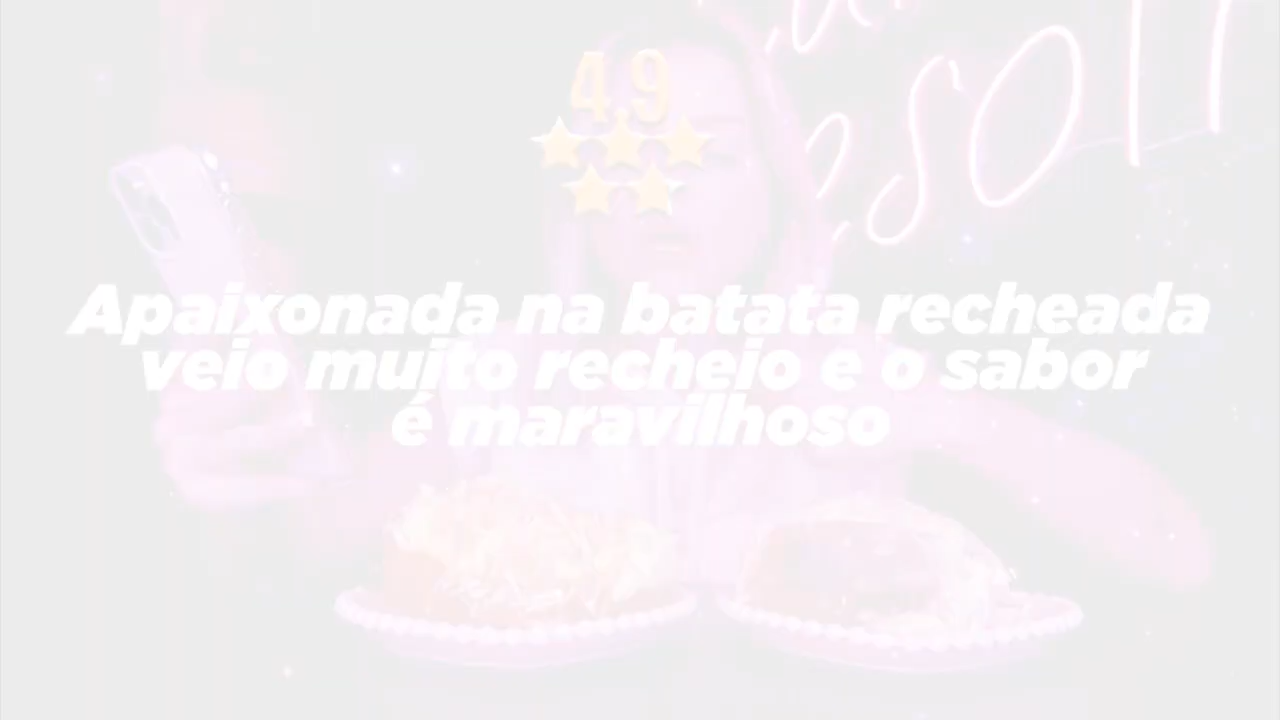 4.9
Apaixonada na batata recheada
veio muito recheio e o sabor
é maravilhoso